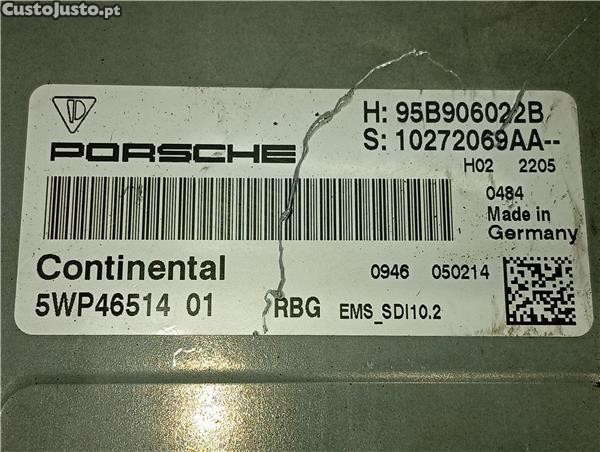 CustoJusto.pt
H: 95B906022B
S: 10272069AA--
PORSCHE
H02 2205
0484
Made in
Germany
Continental
0946 050214
5WP46514 01
RBG EMS_SDI10.2